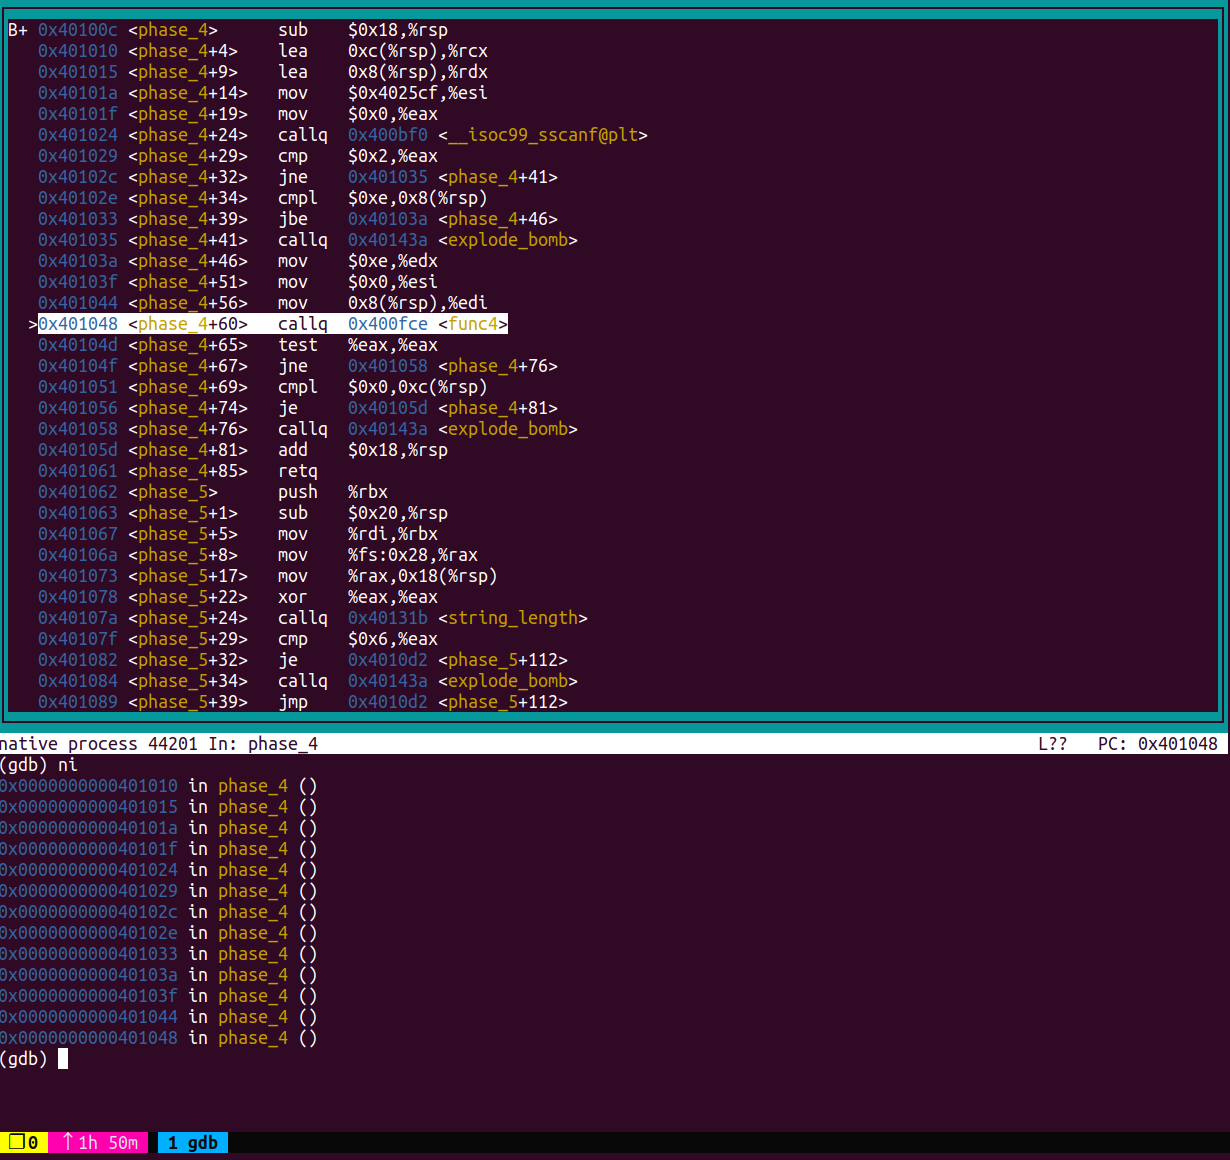 B+ 0x40100c <phase_4>      sub    $0x18,%rsp
   0x401010 <phase_4+4>    lea    0xc(%rsp),%rcx
   0x401015 <phase_4+9>    lea    0x8(%rsp),%rdx
   0x40101a <phase_4+14>   mov    $0x4025cf,%esi
   0x40101f <phase_4+19>   mov    $0x0,%eax
   0x401024 <phase_4+24>   callq  0x400bf0 <__isoc99_sscanf@plt>
   0x401029 <phase_4+29>   cmp    $0x2,%eax
   0x40102c <phase_4+32>   jne    0x401035 <phase_4+41>
   0x40102e <phase_4+34>   cmpl   $0xe,0x8(%rsp)
   0x401033 <phase_4+39>   jbe    0x40103a <phase_4+46>
   0x401035 <phase_4+41>   callq  0x40143a <explode_bomb>
   0x40103a <phase_4+46>   mov    $0xe,%edx
   0x40103f <phase_4+51>   mov    $0x0,%esi
   0x401044 <phase_4+56>   mov    0x8(%rsp),%edi
  >0x401048 <phase_4+60>   callq  0x400fce <func4>
   0x40104d <phase_4+65>   test   %eax,%eax
   0x40104f <phase_4+67>   jne    0x401058 <phase_4+76>
   0x401051 <phase_4+69>   cmpl   $0x0,0xc(%rsp)
   0x401056 <phase_4+74>   je     0x40105d <phase_4+81>
   0x401058 <phase_4+76>   callq  0x40143a <explode_bomb>
   0x40105d <phase_4+81>   add    $0x18,%rsp
   0x401061 <phase_4+85>   retq
   0x401062 <phase_5>      push   %rbx
   0x401063 <phase_5+1>    sub    $0x20,%rsp
   0x401067 <phase_5+5>    mov    %rdi,%rbx
   0x40106a <phase_5+8>    mov    %fs:0x28,%rax
   0x401073 <phase_5+17>   mov    %rax,0x18(%rsp)
   0x401078 <phase_5+22>   xor    %eax,%eax
   0x40107a <phase_5+24>   callq  0x40131b <string_length>
   0x40107f <phase_5+29>   cmp    $0x6,%eax
   0x401082 <phase_5+32>   je     0x4010d2 <phase_5+112>
   0x401084 <phase_5+34>   callq  0x40143a <explode_bomb>
   0x401089 <phase_5+39>   jmp    0x4010d2 <phase_5+112>
native process 44201 In: phase_4    L??   PC: 0x401048
(gdb) ni
0x0000000000401010 in phase_4 ()
0x0000000000401015 in phase_4 ()
0x000000000040101a in phase_4 ()
0x000000000040101f in phase_4 ()
0x0000000000401024 in phase_4 ()
0x0000000000401029 in phase_4 ()
0x000000000040102c in phase_4 ()
0x000000000040102e in phase_4 ()
0x0000000000401033 in phase_4 ()
0x000000000040103a in phase_4 ()
0x000000000040103f in phase_4 ()
0x0000000000401044 in phase_4 ()
0x0000000000401048 in phase_4 ()
(gdb)
❐0 ↑1h 50m 1 gdb